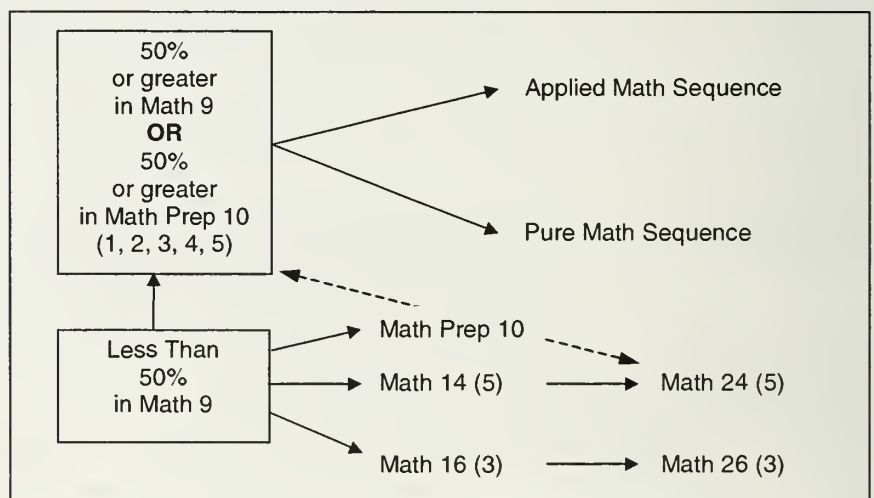 50%
or greater
in Math 9
OR
50%
or greater
in Math Prep 10
(1, 2, 3, 4, 5)
Applied Math Sequence
Pure Math Sequence
Less Than
50%
in Math 9
Math Prep 10
Math 14 (5)
Math 24 (5)
Math 16 (3)
Math 26 (3)